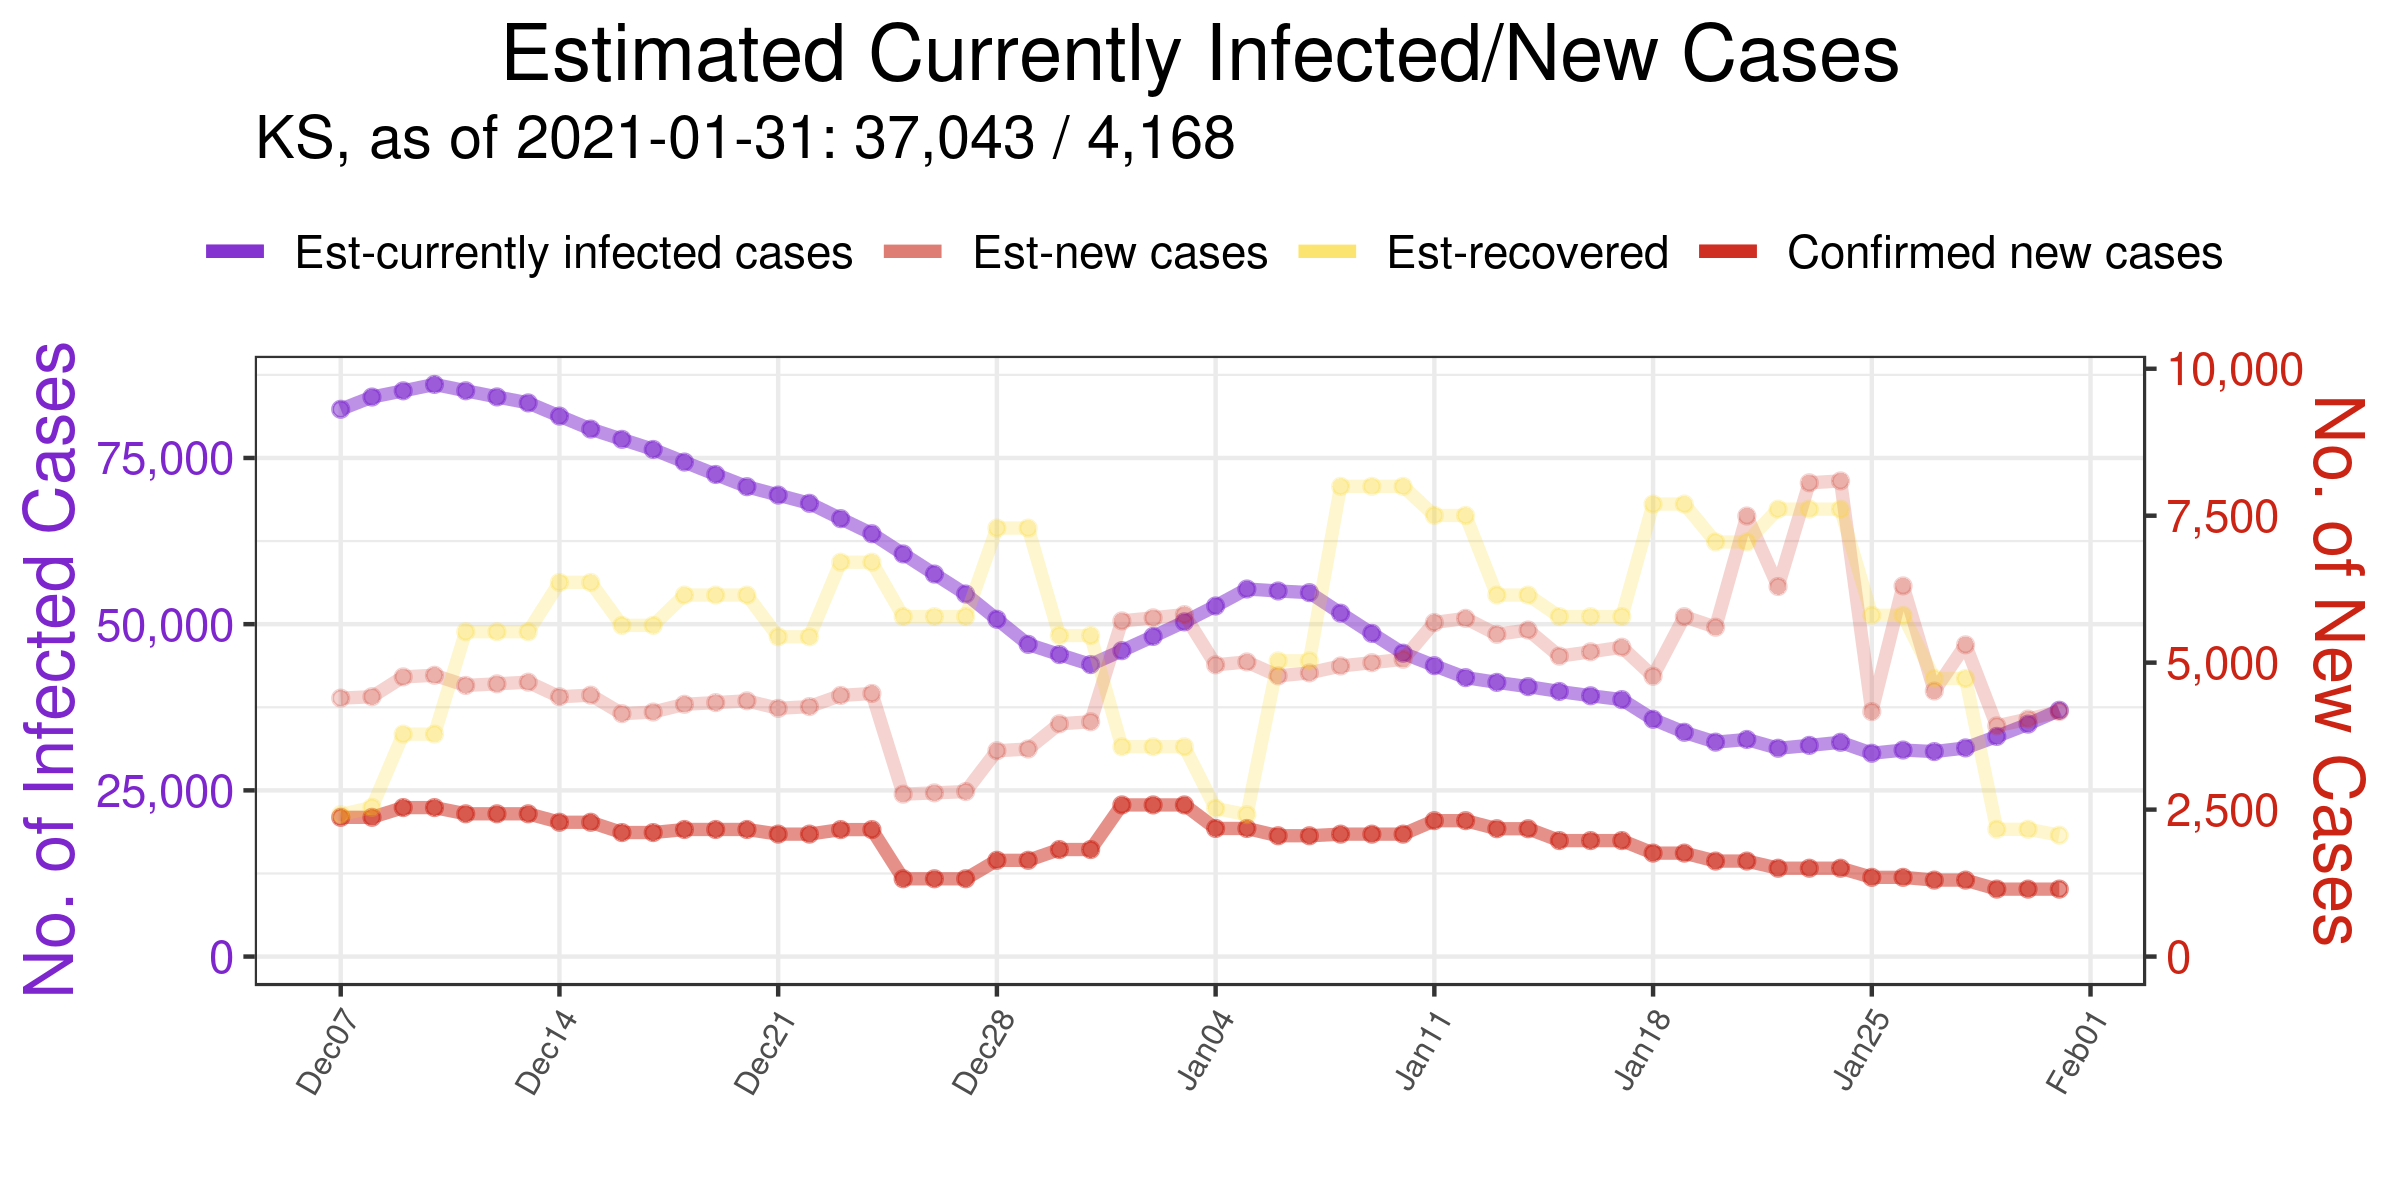 Estimated Currently Infected/New Cases
KS, as of 2021-01-31: 37,043 / 4,168
Est-currently infected cases Est-new cases Est-recovered Confirmed new cases
No. of Infected Cases
75,000
50,000
25,000
0
10,000
7,500
5,000
2,500
0
No. of New Cases
Dec07 Dec14 Dec21 Dec28 Jan04 Jan11 Jan18 Jan25 Feb01